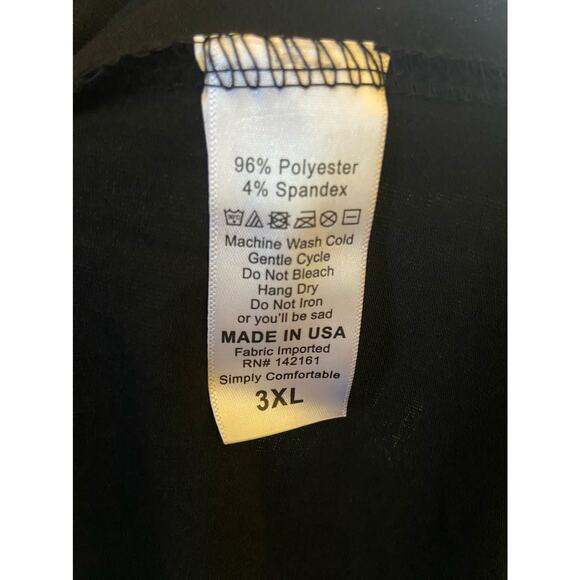 96% Polyester
4% Spandex
Machine Wash Cold
Gentle Cycle
Do Not Bleach
Hang Dry
Do Not Iron
or you'll be sad
MADE IN USA
Fabric Imported
RN# 142161
Simply Comfortable
3XL